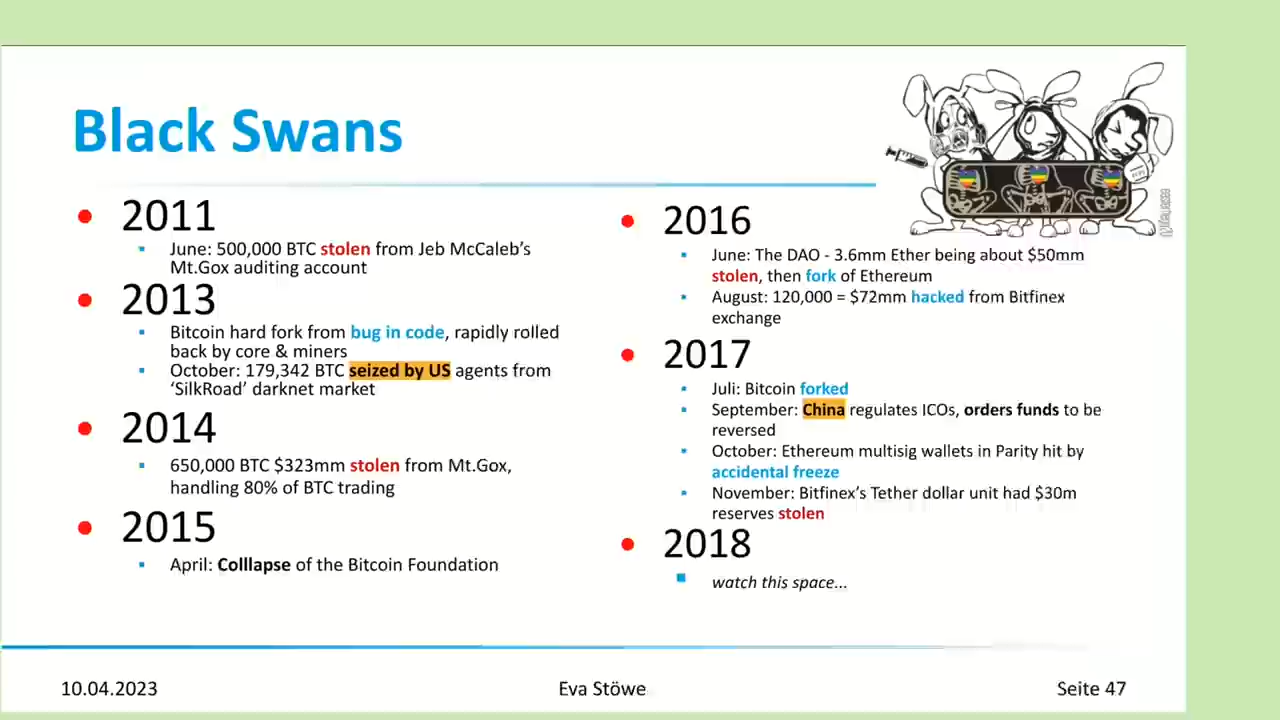 Black Swans
2011
June: 500,000 BTC stolen from Jeb McCaleb's
Mt.Gox auditing account
2013
Bitcoin hard fork from bug in code, rapidly rolled
back by core & miners
October: 179,342 BTC seized by US agents from
‘SilkRoad’ darknet market
2014
650,000 BTC $323mm stolen from Mt.Gox,
handling 80% of BTC trading
2015
April: Colllapse of the Bitcoin Foundation
2016
June: The DAO - 3.6mm Ether being about $50mm
stolen, then fork of Ethereum
August: 120,000 = $72mm hacked from Bitfinex
exchange
2017
Juli: Bitcoin forked
September: China regulates ICOs, orders funds to be
reversed
October: Ethereum multisig wallets in Parity hit by
accidental freeze
November: Bitfinex's Tether dollar unit had $30m
reserves stolen
2018
watch this space...
10.04.2023
Eva Stöwe
Seite 47